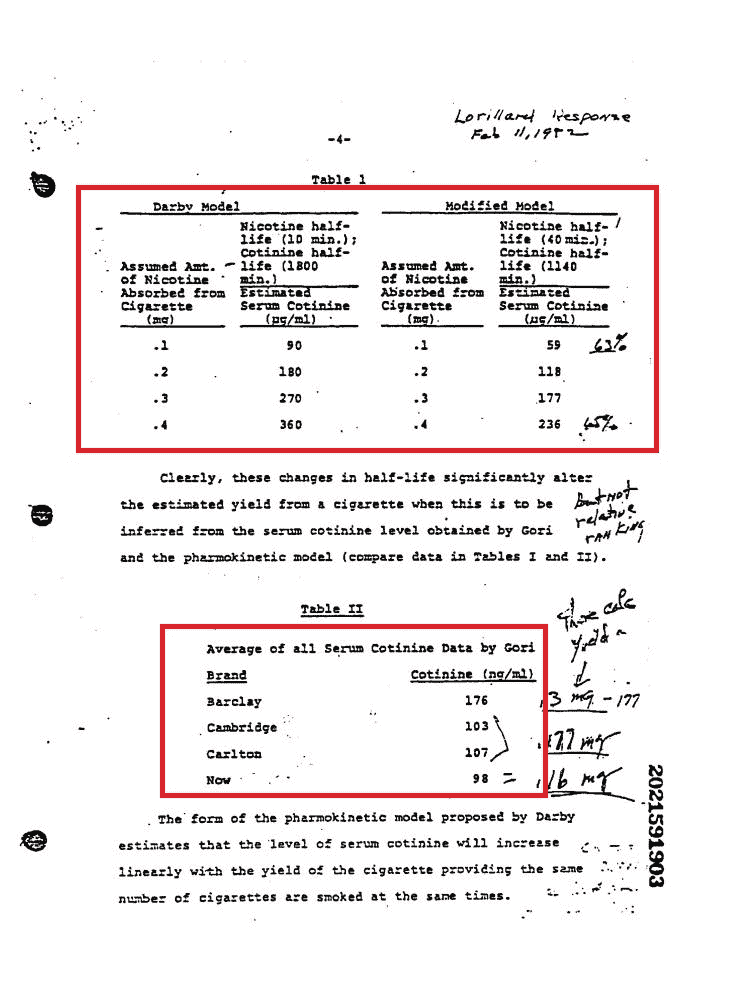 Lorillard Response
Feb 11, 1982
-4-
Table 1
Darby Model Modified Model
Nicotine half- Nicotine half-
life (10 min.); life (40 min.);
Cotinine half- Cotinine half-
Assumed Amt. life (1800 Assumed Amt. life (1140
of Nicotine min.) of Nicotine min.)
Absorbed from Estimated Absorbed from Estimated
Cigarette Serum Cotinine Cigarette Serum Cotinine
(mg) (ng/ml) (mg) (ng/ml)
.1 90 .1 59 63%
.2 180 .2 118
.3 270 .3 177
.4 360 .4 236 65%
Clearly, these changes in half-life significantly alter
the estimated yield from a cigarette when this is to be
inferred from the serum cotinine level obtained by Gori
and the pharmokinetic model (compare data in Tables I and II).
But not
relative
ranking
Table II
Average of all Serum Cotinine Data by Gori
Brand Cotinine (ng/ml)
Barclay 176 .3 mg - 177
Cambridge 103
Carlton 107 .177 mg
Now 98 = .16 mg
These calc
yield
2021591903
The form of the pharmokinetic model proposed by Darby
estimates that the level of serum cotinine will increase
linearly with the yield of the cigarette providing the same
number of cigarettes are smoked at the same times.